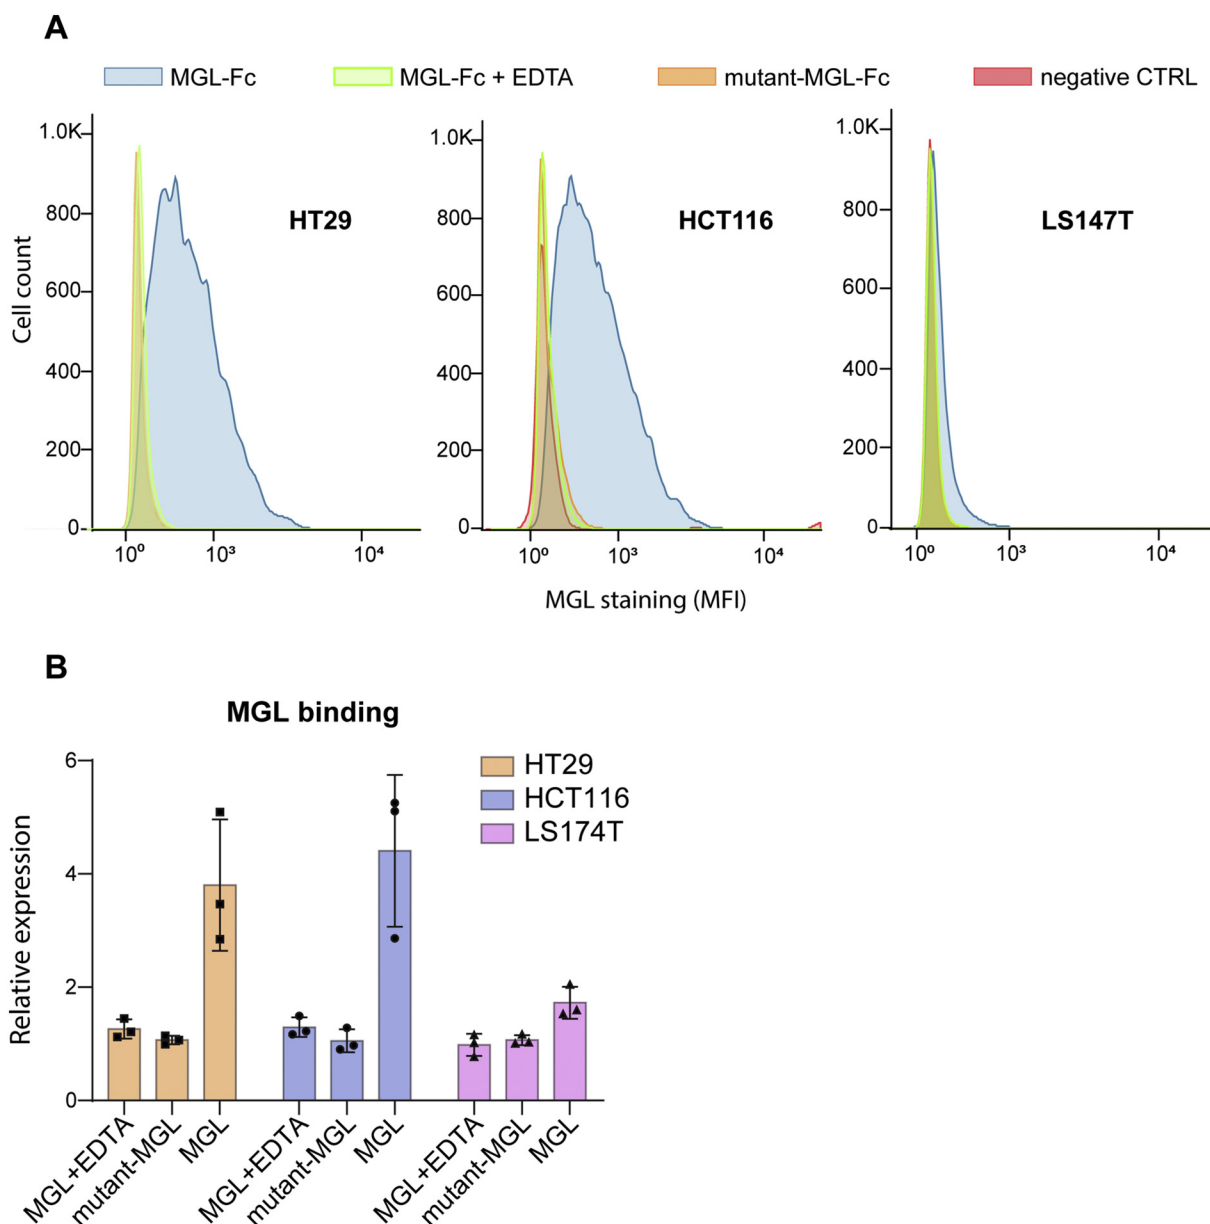 A
MGL-Fc MGL-Fc + EDTA mutant-MGL-Fc negative CTRL
Cell count
1.0K
800
600
400
200
0
HT29
10⁰ 10³ 10⁴
1.0K
800
600
400
200
0
HCT116
10⁰ 10³ 10⁴
1.0K
800
600
400
200
0
LS147T
10⁰ 10³ 10⁴
MGL staining (MFI)
B
MGL binding
Relative expression
6
4
2
0
HT29
HCT116
LS174T
MGL+EDTA
mutant-MGL
MGL
MGL+EDTA
mutant-MGL
MGL
MGL+EDTA
mutant-MGL
MGL